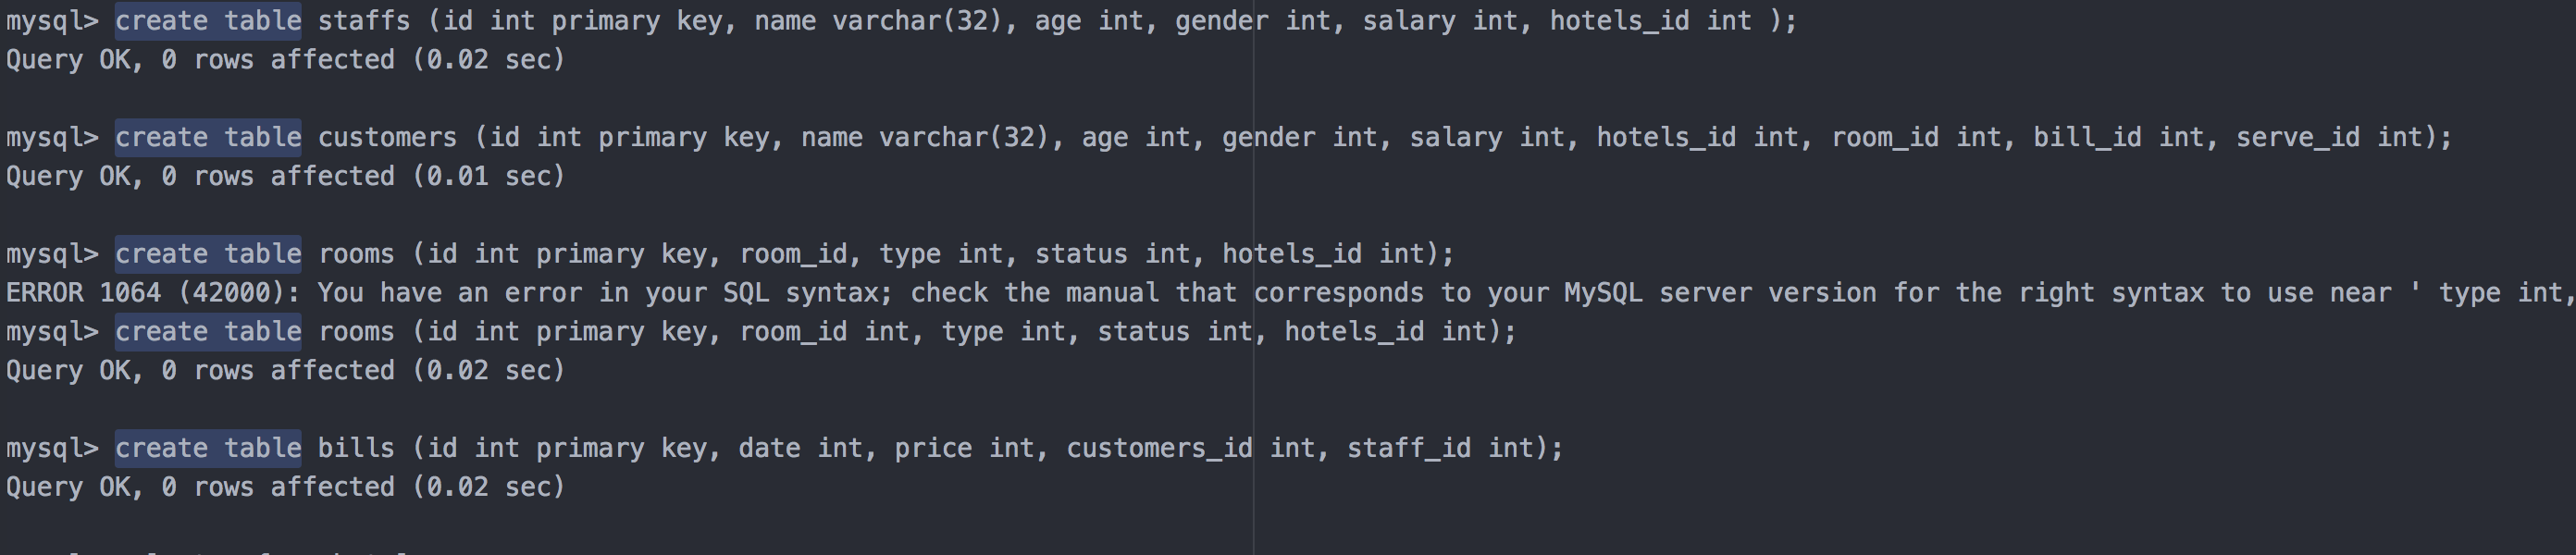 mysql> create table staffs (id int primary key, name varchar(32), age int, gender int, salary int, hotels_id int );
Query OK, 0 rows affected (0.02 sec)
mysql> create table customers (id int primary key, name varchar(32), age int, gender int, salary int, hotels_id int, room_id int, bill_id int, serve_id int);
Query OK, 0 rows affected (0.01 sec)
mysql> create table rooms (id int primary key, room_id, type int, status int, hotels_id int);
ERROR 1064 (42000): You have an error in your SQL syntax; check the manual that corresponds to your MySQL server version for the right syntax to use near ' type int,
mysql> create table rooms (id int primary key, room_id int, type int, status int, hotels_id int);
Query OK, 0 rows affected (0.02 sec)
mysql> create table bills (id int primary key, date int, price int, customers_id int, staff_id int);
Query OK, 0 rows affected (0.02 sec)